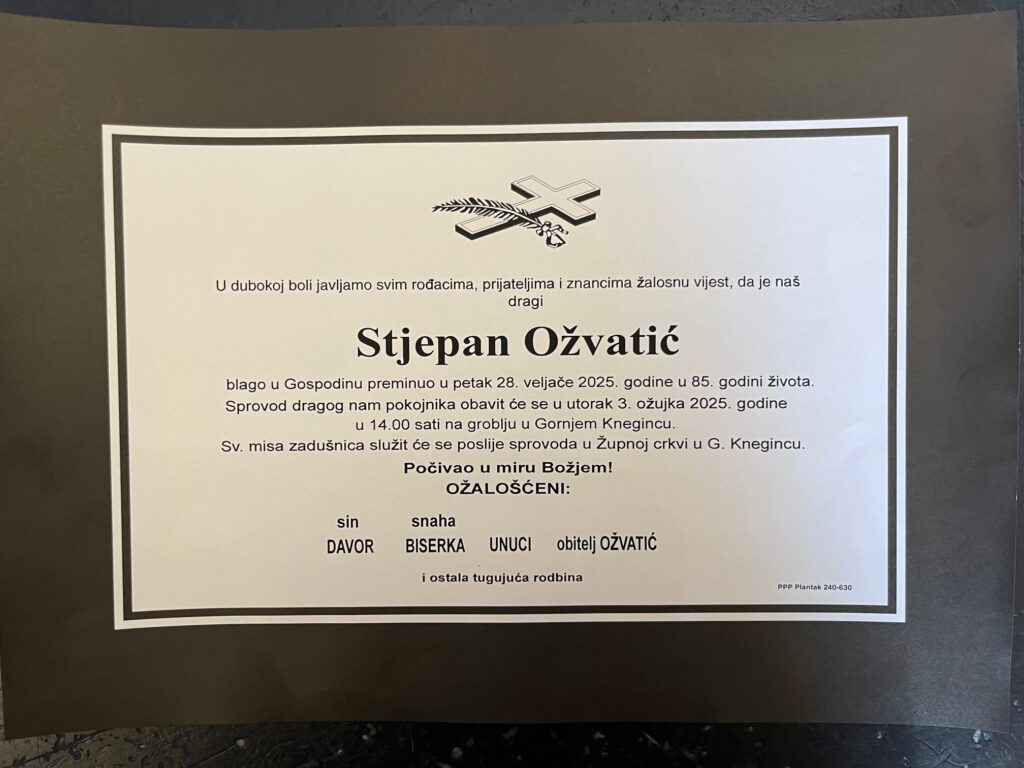 U dubokoj boli javljamo svim rođacima, prijateljima i znancima žalosnu vijest, da je naš
dragi
Stjepan Ožvatić
blago u Gospodinu preminuo u petak 28. veljače 2025. godine u 85. godini života.
Sprovod dragog nam pokojnika obavit će se u utorak 3. ožujka 2025. godine
u 14.00 sati na groblju u Gornjem Knegincu.
Sv. misa zadušnica služit će se poslije sprovoda u Župnoj crkvi u G. Knegincu.
Počivao u miru Božjem!
OŽALOŠĆENI:
sin snaha
DAVOR BISERKA UNUCI obitelj OŽVATIĆ
i ostala tugujuća rodbina
PPP Plantak 240-630